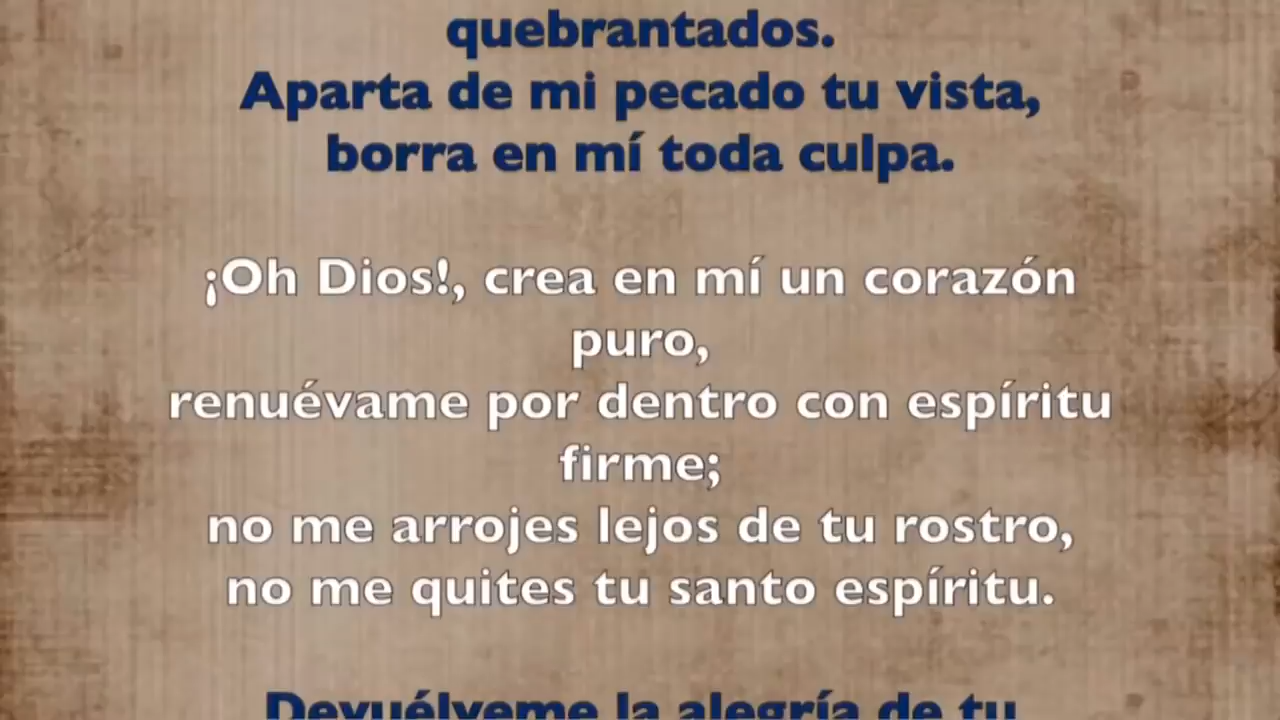 quebrantados.
Aparta de mi pecado tu vista,
borra en mí toda culpa.
¡Oh Dios!, crea en mí un corazón
puro,
renuévame por dentro con espíritu
firme;
no me arrojes lejos de tu rostro,
no me quites tu santo espíritu.
Devuélveme la alegría de tu